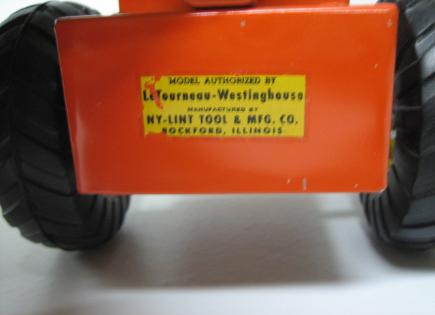 MODEL AUTHORIZED BY
LeTourneau-Westinghouse
MANUFACTURED BY
NY-LINT TOOL & MFG. CO.
ROCKFORD, ILLINOIS